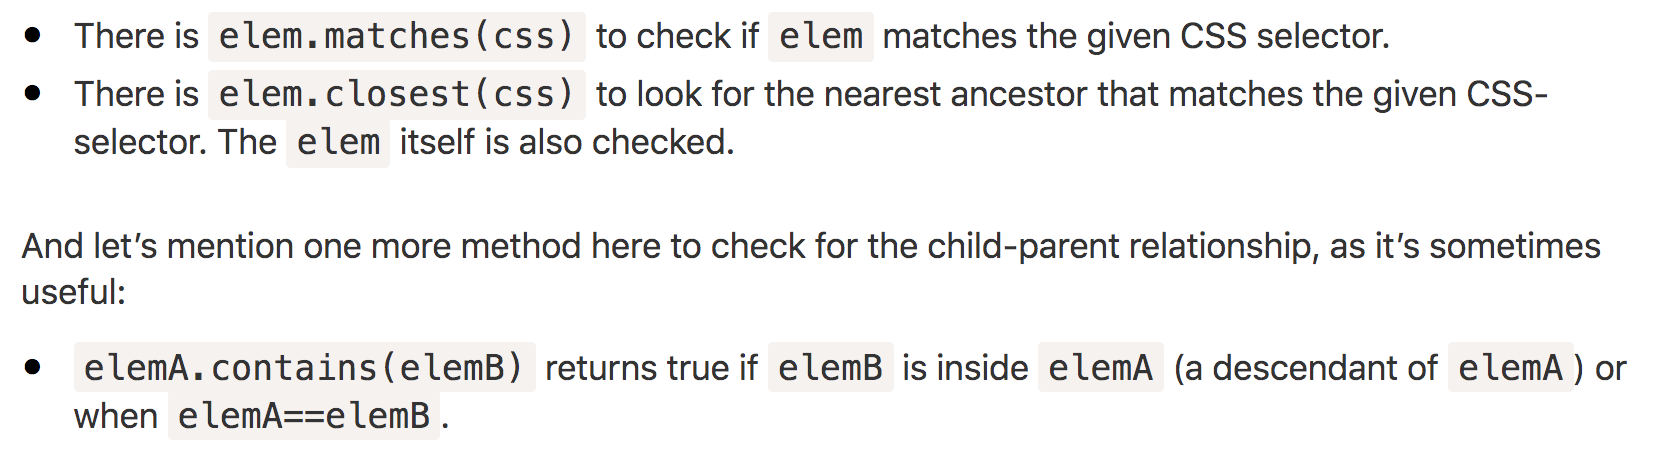 • There is elem.matches(css) to check if elem matches the given CSS selector.
• There is elem.closest(css) to look for the nearest ancestor that matches the given CSS-
selector. The elem itself is also checked.
And let’s mention one more method here to check for the child-parent relationship, as it’s sometimes
useful:
• elemA.contains(elemB) returns true if elemB is inside elemA (a descendant of elemA) or
when elemA==elemB.